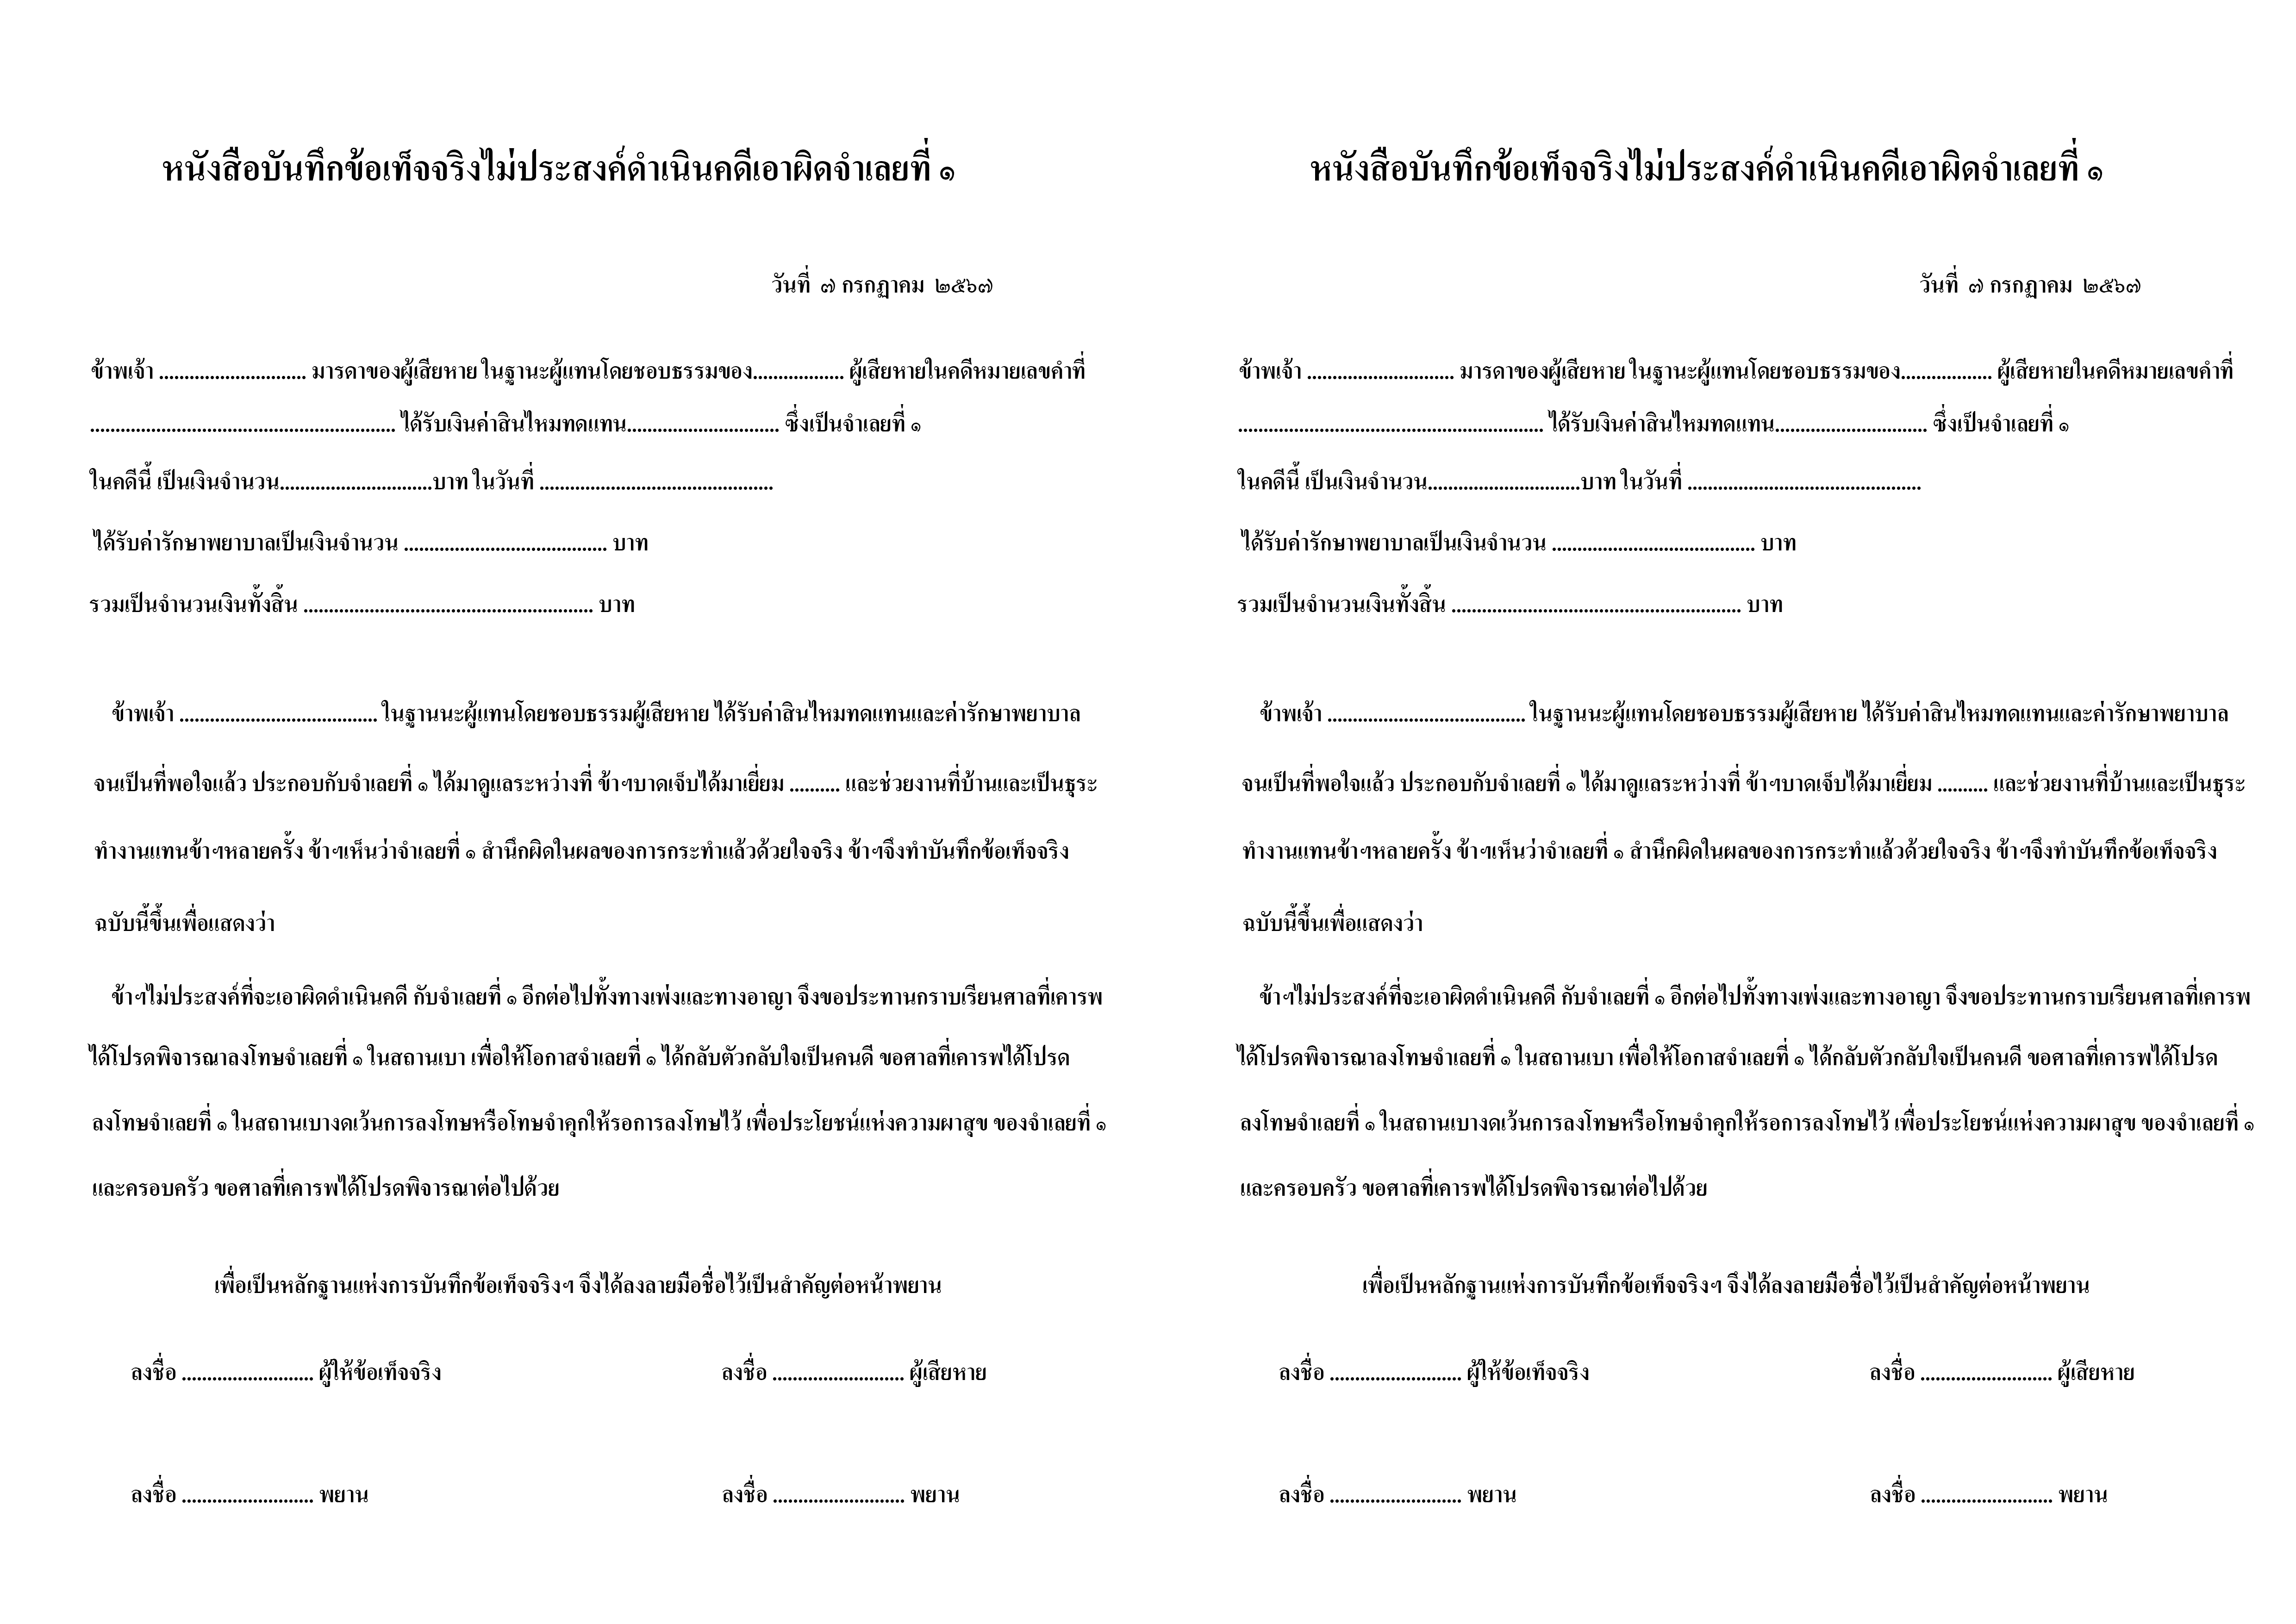 หนังสือบันทึกข้อเท็จจริงไม่ประสงค์ดำเนินคดีเอาผิดจำเลยที่ ๑
วันที่ ๗ กรกฎาคม ๒๕๖๗
ข้าพเจ้า ............................. มารดาของผู้เสียหาย ในฐานะผู้แทนโดยชอบธรรมของ.................. ผู้เสียหายในคดีหมายเลขคำที่
............................................................ ได้รับเงินค่าสินไหมทดแทน.............................. ซึ่งเป็นจำเลยที่ ๑
ในคดีนี้ เป็นเงินจำนวน..............................บาท ในวันที่ ..............................................
ได้รับค่ารักษาพยาบาลเป็นเงินจำนวน ........................................ บาท
รวมเป็นจำนวนเงินทั้งสิ้น ......................................................... บาท
ข้าพเจ้า ....................................... ในฐานนะผู้แทนโดยชอบธรรมผู้เสียหาย ได้รับค่าสินไหมทดแทนและค่ารักษาพยาบาล
จนเป็นที่พอใจแล้ว ประกอบกับจำเลยที่ ๑ ได้มาดูแลระหว่างที่ ข้าฯบาดเจ็บได้มาเยี่ยม .......... และช่วยงานที่บ้านและเป็นธุระ
ทำงานแทนข้าฯหลายครั้ง ข้าฯเห็นว่าจำเลยที่ ๑ สำนึกผิดในผลของการกระทำแล้วด้วยใจจริง ข้าฯจึงทำบันทึกข้อเท็จจริง
ฉบับนี้ขึ้นเพื่อแสดงว่า
ข้าฯไม่ประสงค์ที่จะเอาผิดดำเนินคดี กับจำเลยที่ ๑ อีกต่อไปทั้งทางเพ่งและทางอาญา จึงขอประทานกราบเรียนศาลที่เคารพ
ได้โปรดพิจารณาลงโทษจำเลยที่ ๑ ในสถานเบา เพื่อให้โอกาสจำเลยที่ ๑ ได้กลับตัวกลับใจเป็นคนดี ขอศาลที่เคารพได้โปรด
ลงโทษจำเลยที่ ๑ ในสถานเบางดเว้นการลงโทษหรือโทษจำคุกให้รอการลงโทษไว้ เพื่อประโยชน์แห่งความผาสุข ของจำเลยที่ ๑
และครอบครัว ขอศาลที่เคารพได้โปรดพิจารณาต่อไปด้วย
เพื่อเป็นหลักฐานแห่งการบันทึกข้อเท็จจริงฯ จึงได้ลงลายมือชื่อไว้เป็นสำคัญต่อหน้าพยาน
ลงชื่อ .......................... ผู้ให้ข้อเท็จจริง ลงชื่อ .......................... ผู้เสียหาย
ลงชื่อ .......................... พยาน ลงชื่อ .......................... พยาน
หนังสือบันทึกข้อเท็จจริงไม่ประสงค์ดำเนินคดีเอาผิดจำเลยที่ ๑
วันที่ ๗ กรกฎาคม ๒๕๖๗
ข้าพเจ้า ............................. มารดาของผู้เสียหาย ในฐานะผู้แทนโดยชอบธรรมของ.................. ผู้เสียหายในคดีหมายเลขคำที่
............................................................ ได้รับเงินค่าสินไหมทดแทน.............................. ซึ่งเป็นจำเลยที่ ๑
ในคดีนี้ เป็นเงินจำนวน..............................บาท ในวันที่ ..............................................
ได้รับค่ารักษาพยาบาลเป็นเงินจำนวน ........................................ บาท
รวมเป็นจำนวนเงินทั้งสิ้น ......................................................... บาท
ข้าพเจ้า ....................................... ในฐานนะผู้แทนโดยชอบธรรมผู้เสียหาย ได้รับค่าสินไหมทดแทนและค่ารักษาพยาบาล
จนเป็นที่พอใจแล้ว ประกอบกับจำเลยที่ ๑ ได้มาดูแลระหว่างที่ ข้าฯบาดเจ็บได้มาเยี่ยม .......... และช่วยงานที่บ้านและเป็นธุระ
ทำงานแทนข้าฯหลายครั้ง ข้าฯเห็นว่าจำเลยที่ ๑ สำนึกผิดในผลของการกระทำแล้วด้วยใจจริง ข้าฯจึงทำบันทึกข้อเท็จจริง
ฉบับนี้ขึ้นเพื่อแสดงว่า
ข้าฯไม่ประสงค์ที่จะเอาผิดดำเนินคดี กับจำเลยที่ ๑ อีกต่อไปทั้งทางเพ่งและทางอาญา จึงขอประทานกราบเรียนศาลที่เคารพ
ได้โปรดพิจารณาลงโทษจำเลยที่ ๑ ในสถานเบา เพื่อให้โอกาสจำเลยที่ ๑ ได้กลับตัวกลับใจเป็นคนดี ขอศาลที่เคารพได้โปรด
ลงโทษจำเลยที่ ๑ ในสถานเบางดเว้นการลงโทษหรือโทษจำคุกให้รอการลงโทษไว้ เพื่อประโยชน์แห่งความผาสุข ของจำเลยที่ ๑
และครอบครัว ขอศาลที่เคารพได้โปรดพิจารณาต่อไปด้วย
เพื่อเป็นหลักฐานแห่งการบันทึกข้อเท็จจริงฯ จึงได้ลงลายมือชื่อไว้เป็นสำคัญต่อหน้าพยาน
ลงชื่อ .......................... ผู้ให้ข้อเท็จจริง ลงชื่อ .......................... ผู้เสียหาย
ลงชื่อ .......................... พยาน ลงชื่อ .......................... พยาน